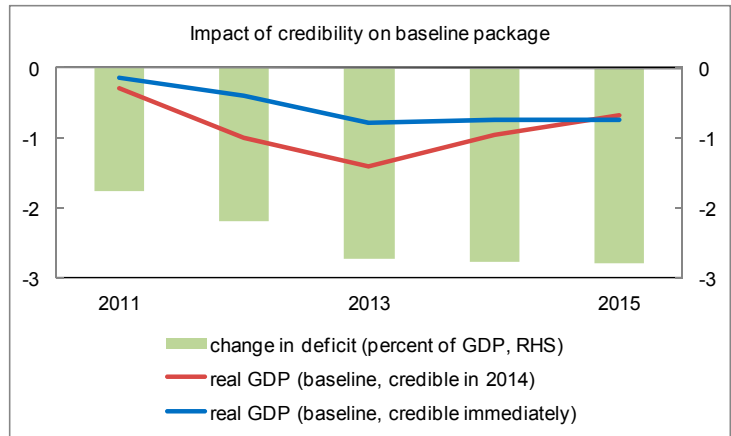 Impact of credibility on baseline package
0 0
-1 -1
-2 -2
-3 -3
2011 2013 2015
change in deficit (percent of GDP, RHS)
real GDP (baseline, credible in 2014)
real GDP (baseline, credible immediately)